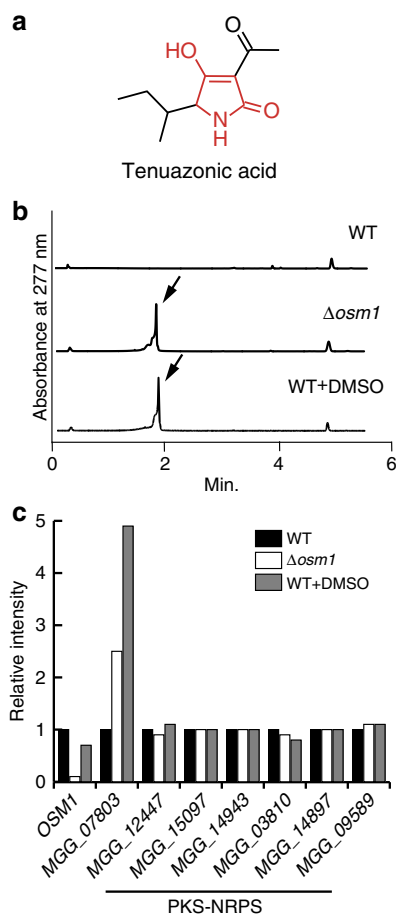 a
O
HO
O
N
H
Tenuazonic acid
b
Absorbance at 277 nm
WT
Δosm1
WT+DMSO
0 2 4 6
Min.
c
Relative intensity
5
4
3
2
1
0
WT
Δosm1
WT+DMSO
OSM1
MGG_07803
MGG_12447
MGG_15097
MGG_14943
MGG_03810
MGG_14897
MGG_09589
PKS-NRPS